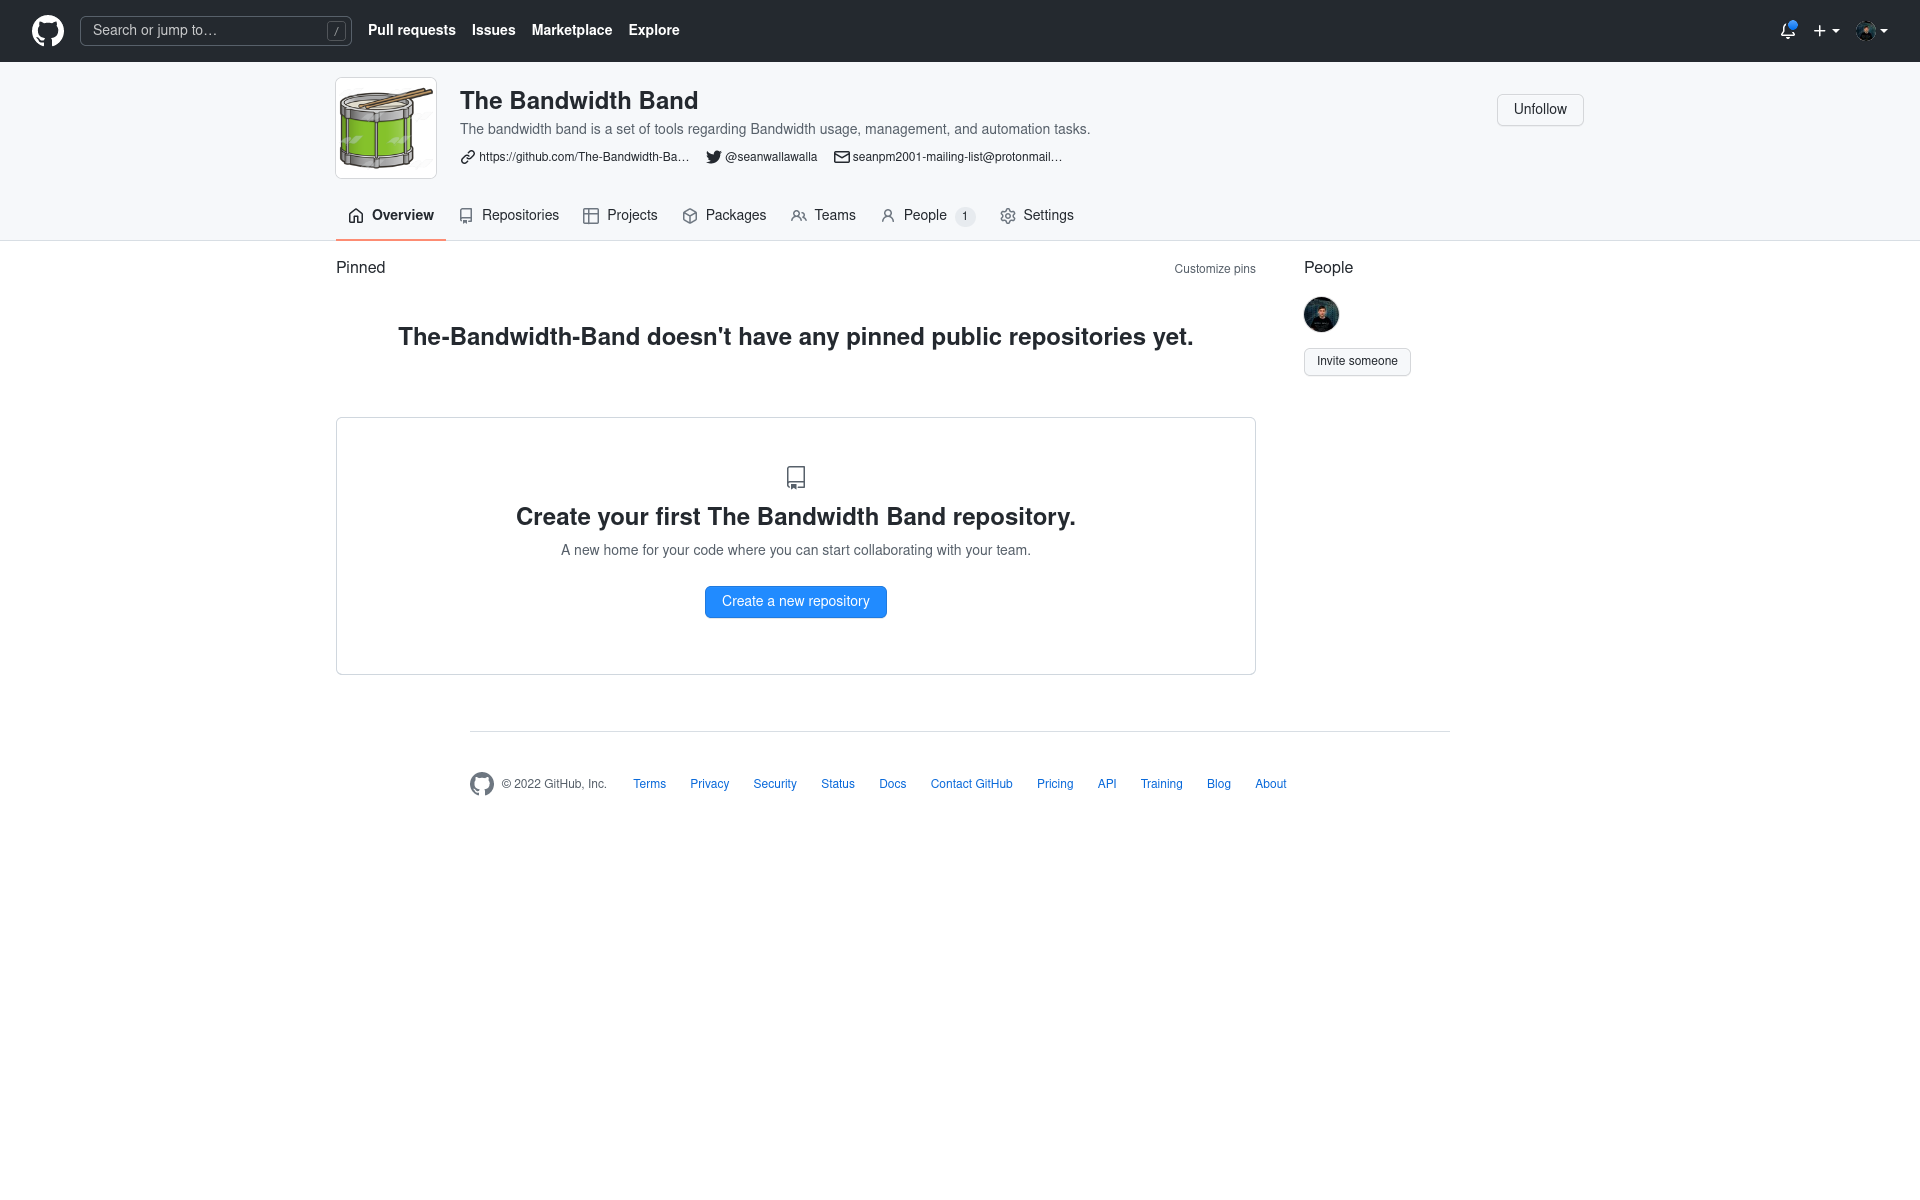 Search or jump to… /
Pull requests Issues Marketplace Explore
The Bandwidth Band
The bandwidth band is a set of tools regarding Bandwidth usage, management, and automation tasks.
https://github.com/The-Bandwidth-Ba… @seanwallawalla seanpm2001-mailing-list@protonmail…
Unfollow
Overview Repositories Projects Packages Teams People 1 Settings
Pinned
Customize pins
The-Bandwidth-Band doesn't have any pinned public repositories yet.
Create your first The Bandwidth Band repository.
A new home for your code where you can start collaborating with your team.
Create a new repository
People
Invite someone
© 2022 GitHub, Inc. Terms Privacy Security Status Docs Contact GitHub Pricing API Training Blog About